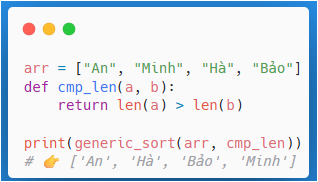 arr = ["An", "Minh", "Hà", "Bảo"]
def cmp_len(a, b):
    return len(a) > len(b)
print(generic_sort(arr, cmp_len))
# 👉 ['An', 'Hà', 'Bảo', 'Minh']